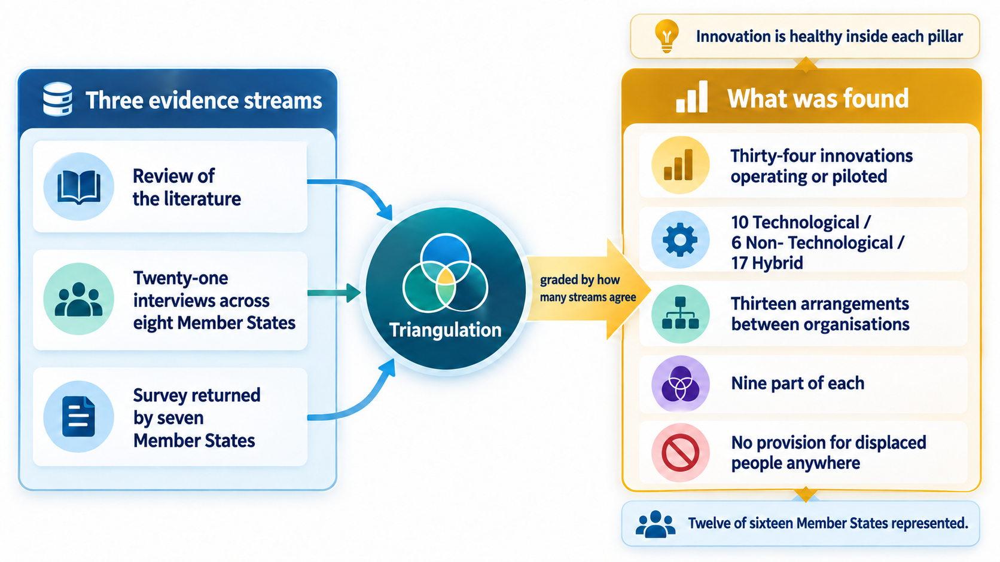 Innovation is healthy inside each pillar
Three evidence streams
Review of
the literature
Twenty-one
interviews across
eight Member States
Survey returned
by seven
Member States
Triangulation
graded by how
many streams agree
What was found
Thirty-four innovations
operating or piloted
10 Technological /
6 Non- Technological /
17 Hybrid
Thirteen arrangements
between organisations
Nine part of each
No provision for displaced
people anywhere
Twelve of sixteen Member States represented.